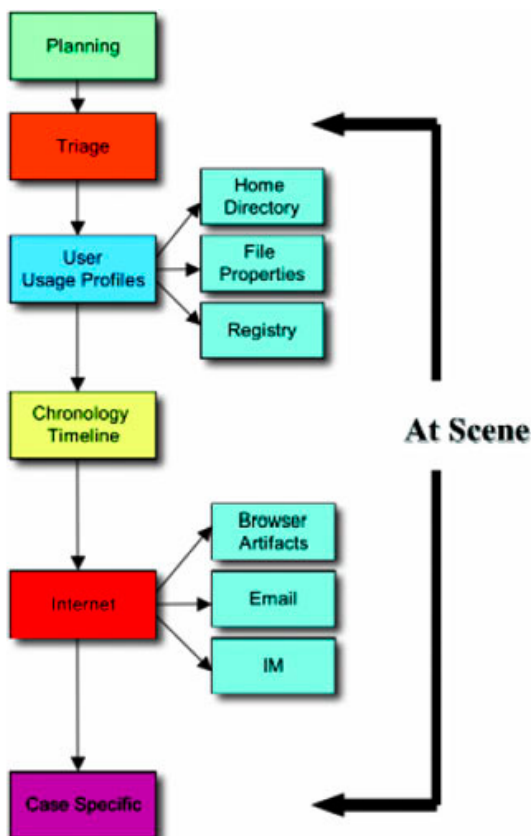 Planning
Triage
User
Usage Profiles
Home
Directory
File
Properties
Registry
Chronology
Timeline
At Scene
Internet
Browser
Artifacts
Email
IM
Case Specific